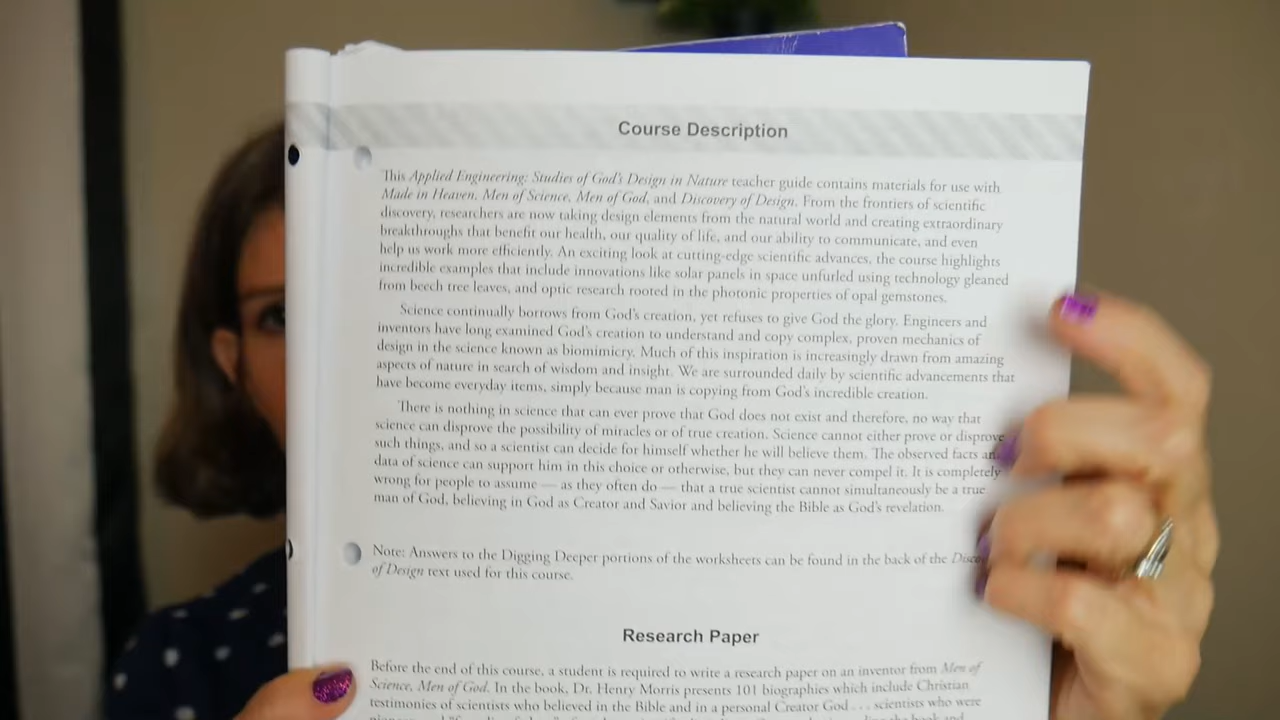 Course Description
This Applied Engineering: Studies of God's Design in Nature teacher guide contains materials for use with
Made in Heaven, Men of Science, Men of God, and Discovery of Design. From the frontiers of scientific
discovery, researchers are now taking design elements from the natural world and creating extraordinary
breakthroughs that benefit our health, our quality of life, and our ability to communicate, and even
help us work more efficiently. An exciting look at cutting-edge scientific advances, the course highlights
incredible examples that include innovations like solar panels in space unfurled using technology gleaned
from beech tree leaves, and optic research rooted in the photonic properties of opal gemstones.
Science continually borrows from God's creation, yet refuses to give God the glory. Engineers and
inventors have long examined God's creation to understand and copy complex, proven mechanics of
design in the science known as biomimicry. Much of this inspiration is increasingly drawn from amazing
aspects of nature in search of wisdom and insight. We are surrounded daily by scientific advancements that
have become everyday items, simply because man is copying from God's incredible creation.
There is nothing in science that can ever prove that God does not exist and therefore, no way that
science can disprove the possibility of miracles or of true creation. Science cannot either prove or disprove
such things, and so a scientist can decide for himself whether he will believe them. The observed facts an
data of science can support him in this choice or otherwise, but they can never compel it. It is completely
wrong for people to assume — as they often do — that a true scientist cannot simultaneously be a true
man of God, believing in God as Creator and Savior and believing the Bible as God's revelation.
Note: Answers to the Digging Deeper portions of the worksheets can be found in the back of the
of Design text used for this course.
Research Paper
Before the end of this course, a student is required to write a research paper on an inventor from Men of
Science, Men of God. In the book, Dr. Henry Morris presents 101 biographies which include Christian
testimonies of scientists who believed in the Bible and in a personal Creator God . . . scientists who were